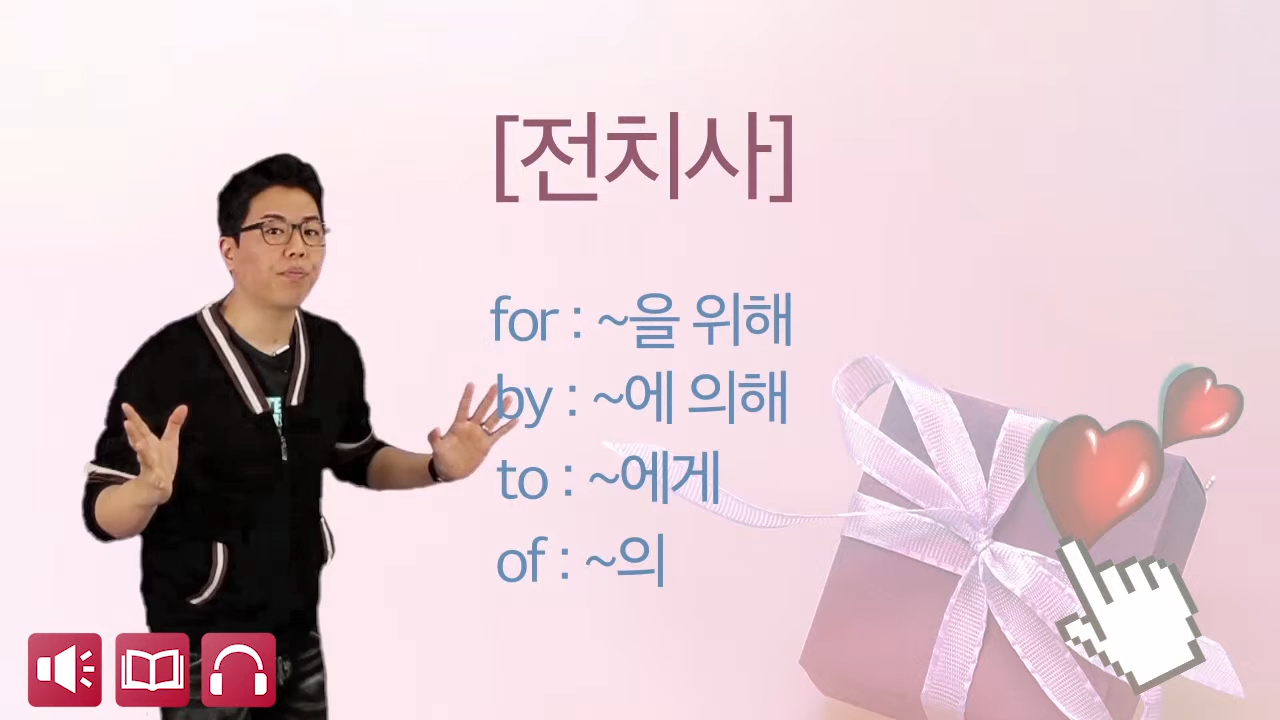 [전치사]
for : ~을 위해
by : ~에 의해
to : ~에게
of : ~의